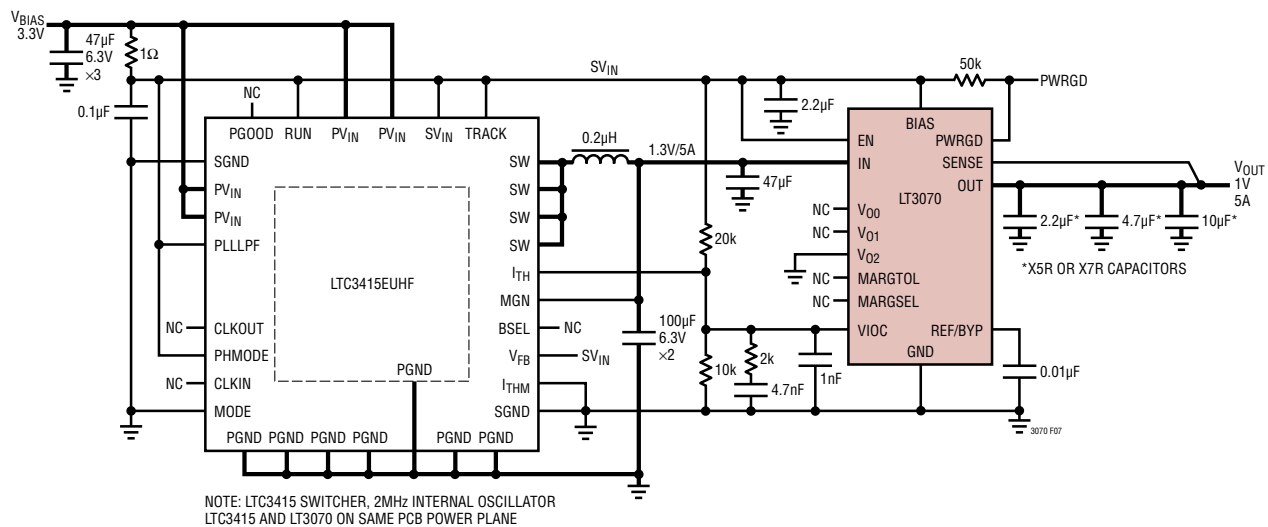 VBIAS
3.3V
47µF
6.3V
×3
1Ω
0.1µF
NC
SVIN
50k
PWRGD
2.2µF
PGOOD RUN PVIN PVIN SVIN TRACK
SGND
PVIN
PVIN
PLLLPF
NC CLKOUT
PHMODE
NC CLKIN
MODE
LTC3415EUHF
PGND
PGND PGND PGND PGND PGND PGND
SW
SW
SW
SW
ITH
MGN
BSEL NC
VFB SVIN
ITHM
SGND
0.2µH
1.3V/5A
47µF
20k
100µF
6.3V
×2
10k
2k
4.7nF
1nF
BIAS
EN
PWRGD
IN
SENSE
OUT
LT3070
NC VO0
NC VO1
VO2
NC MARGTOL
NC MARGSEL
VIOC REF/BYP
GND
VOUT
1V
5A
2.2µF* 4.7µF* 10µF*
*X5R OR X7R CAPACITORS
0.01µF
3070 F07
NOTE: LTC3415 SWITCHER, 2MHz INTERNAL OSCILLATOR
LTC3415 AND LT3070 ON SAME PCB POWER PLANE